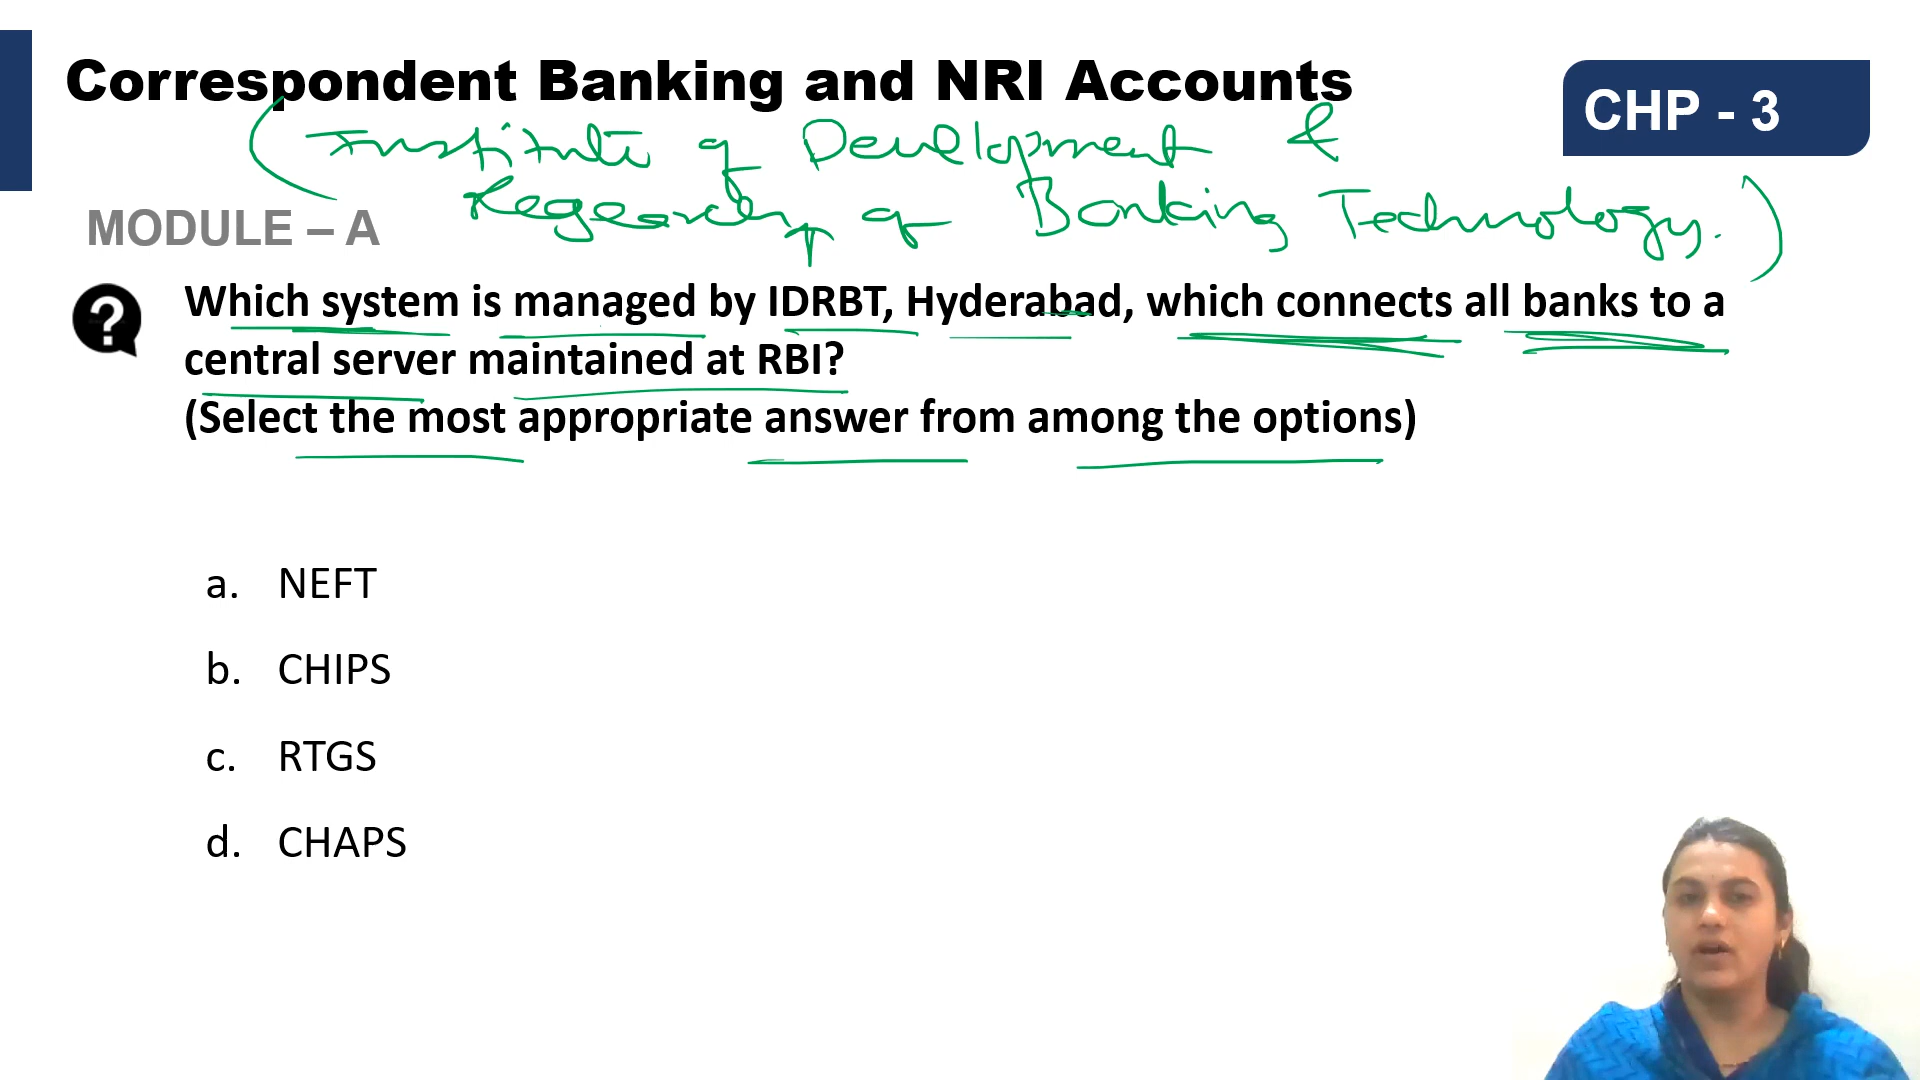 Correspondent Banking and NRI Accounts
CHP - 3
(Institute of Development &
Research of Banking Technology.)
MODULE – A
Which system is managed by IDRBT, Hyderabad, which connects all banks to a
central server maintained at RBI?
(Select the most appropriate answer from among the options)
a. NEFT
b. CHIPS
c. RTGS
d. CHAPS